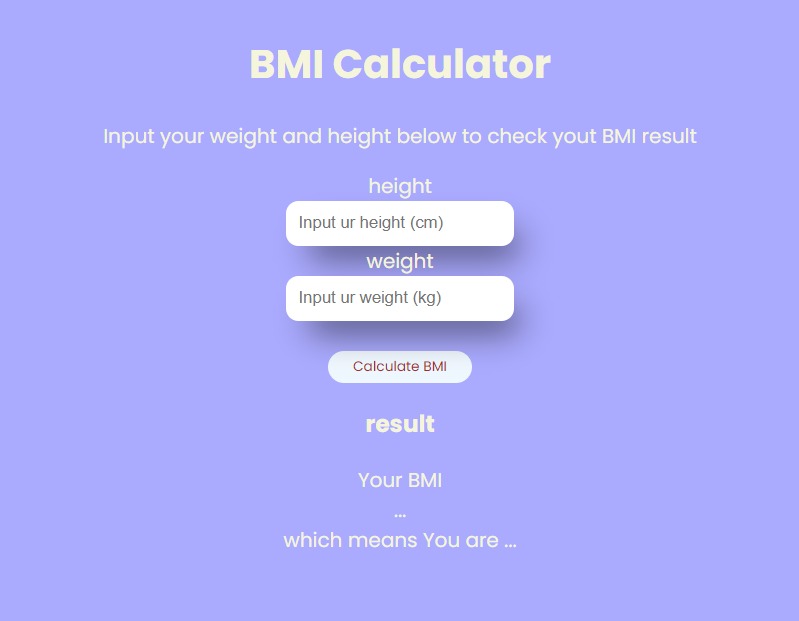 BMI Calculator
Input your weight and height below to check yout BMI result
height
Input ur height (cm)
weight
Input ur weight (kg)
Calculate BMI
result
Your BMI
...
which means You are ...